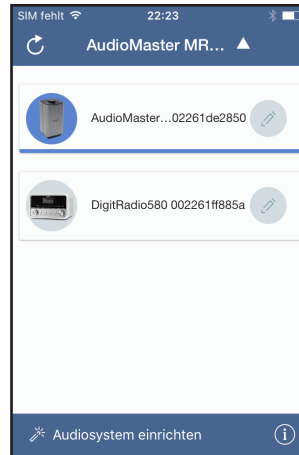 SIM fehlt 22:23
AudioMaster MR...
AudioMaster...02261de2850
DigitRadio580 002261ff885a
Audiosystem einrichten